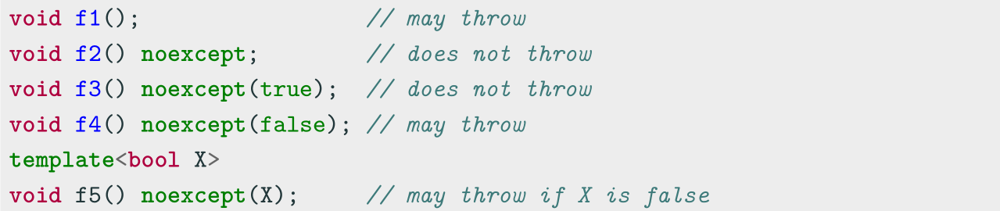 void f1();                 // may throw
void f2() noexcept;        // does not throw
void f3() noexcept(true);  // does not throw
void f4() noexcept(false); // may throw
template<bool X>
void f5() noexcept(X);     // may throw if X is false